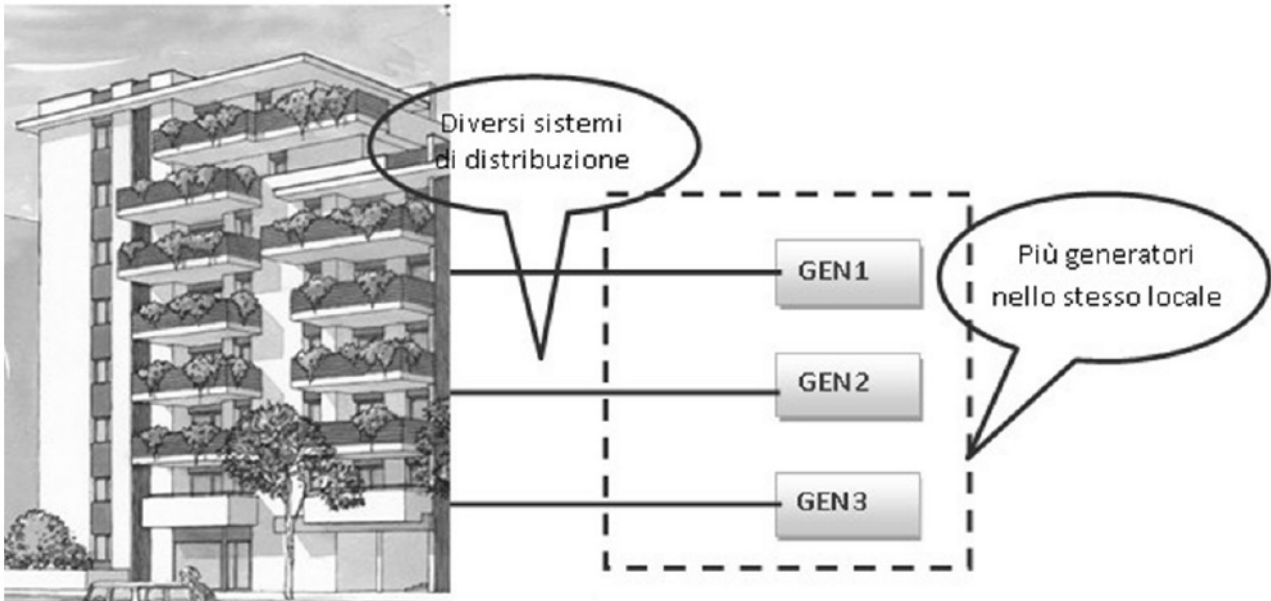 Diversi sistemi
di distribuzione
GEN1
Più generatori
nello stesso locale
GEN2
GEN3